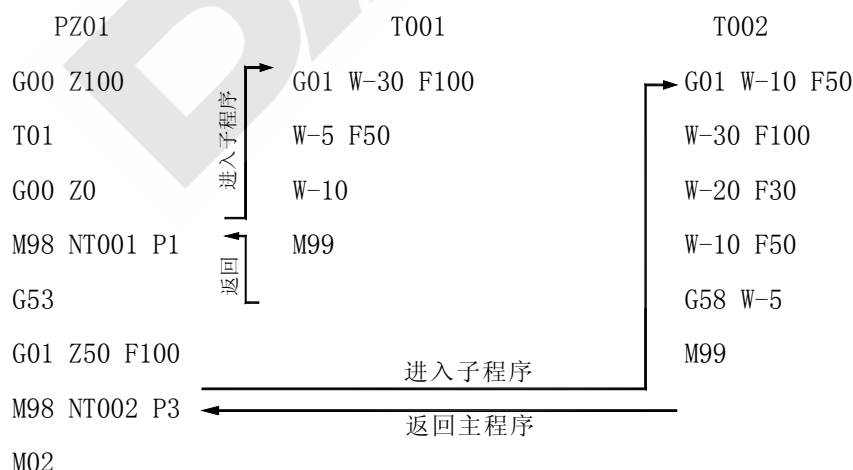 PZ01 T001 T002
G00 Z100 G01 W-30 F100 G01 W-10 F50
T01 W-5 F50 W-30 F100
进入子程序
G00 Z0 W-10 W-20 F30
M98 NT001 P1 M99 W-10 F50
返回
G53 G58 W-5
G01 Z50 F100 M99
进入子程序
M98 NT002 P3
返回主程序
M02